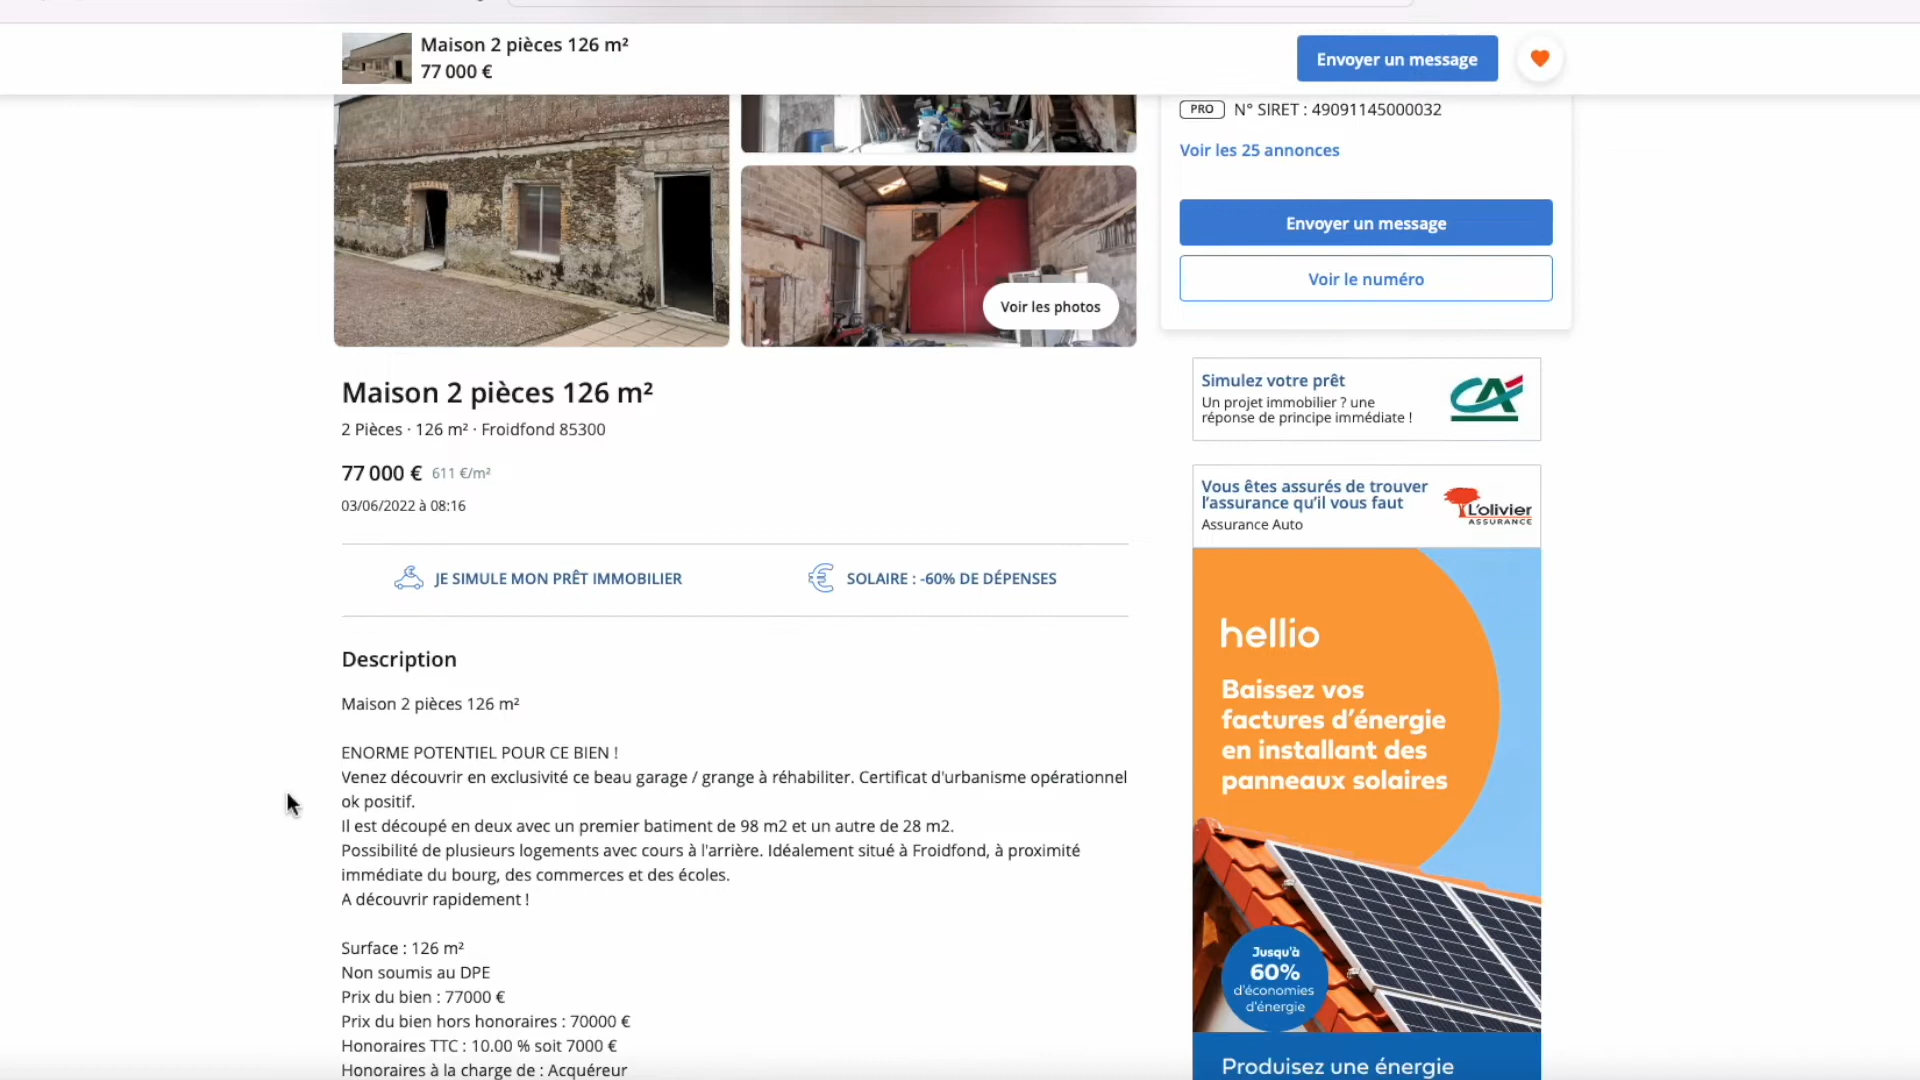 Maison 2 pièces 126 m²
77 000 €
Envoyer un message
Voir les photos
PRO N° SIRET : 49091145000032
Voir les 25 annonces
Envoyer un message
Voir le numéro
Maison 2 pièces 126 m²
2 Pièces · 126 m² · Froidfond 85300
77 000 € 611 €/m²
03/06/2022 à 08:16
JE SIMULE MON PRÊT IMMOBILIER
SOLAIRE : -60% DE DÉPENSES
Description
Maison 2 pièces 126 m²
ENORME POTENTIEL POUR CE BIEN !
Venez découvrir en exclusivité ce beau garage / grange à réhabiliter. Certificat d'urbanisme opérationnel
ok positif.
Il est découpé en deux avec un premier batiment de 98 m2 et un autre de 28 m2.
Possibilité de plusieurs logements avec cours à l'arrière. Idéalement situé à Froidfond, à proximité
immédiate du bourg, des commerces et des écoles.
A découvrir rapidement !
Surface : 126 m²
Non soumis au DPE
Prix du bien : 77000 €
Prix du bien hors honoraires : 70000 €
Honoraires TTC : 10.00 % soit 7000 €
Honoraires à la charge de : Acquéreur
Simulez votre prêt
Un projet immobilier ? une
réponse de principe immédiate !
CA
Vous êtes assurés de trouver
l'assurance qu'il vous faut
Assurance Auto
L'olivier
ASSURANCE
hellio
Baissez vos
factures d'énergie
en installant des
panneaux solaires
Jusqu'à
60%
d'économies
d'énergie
Produisez une énergie